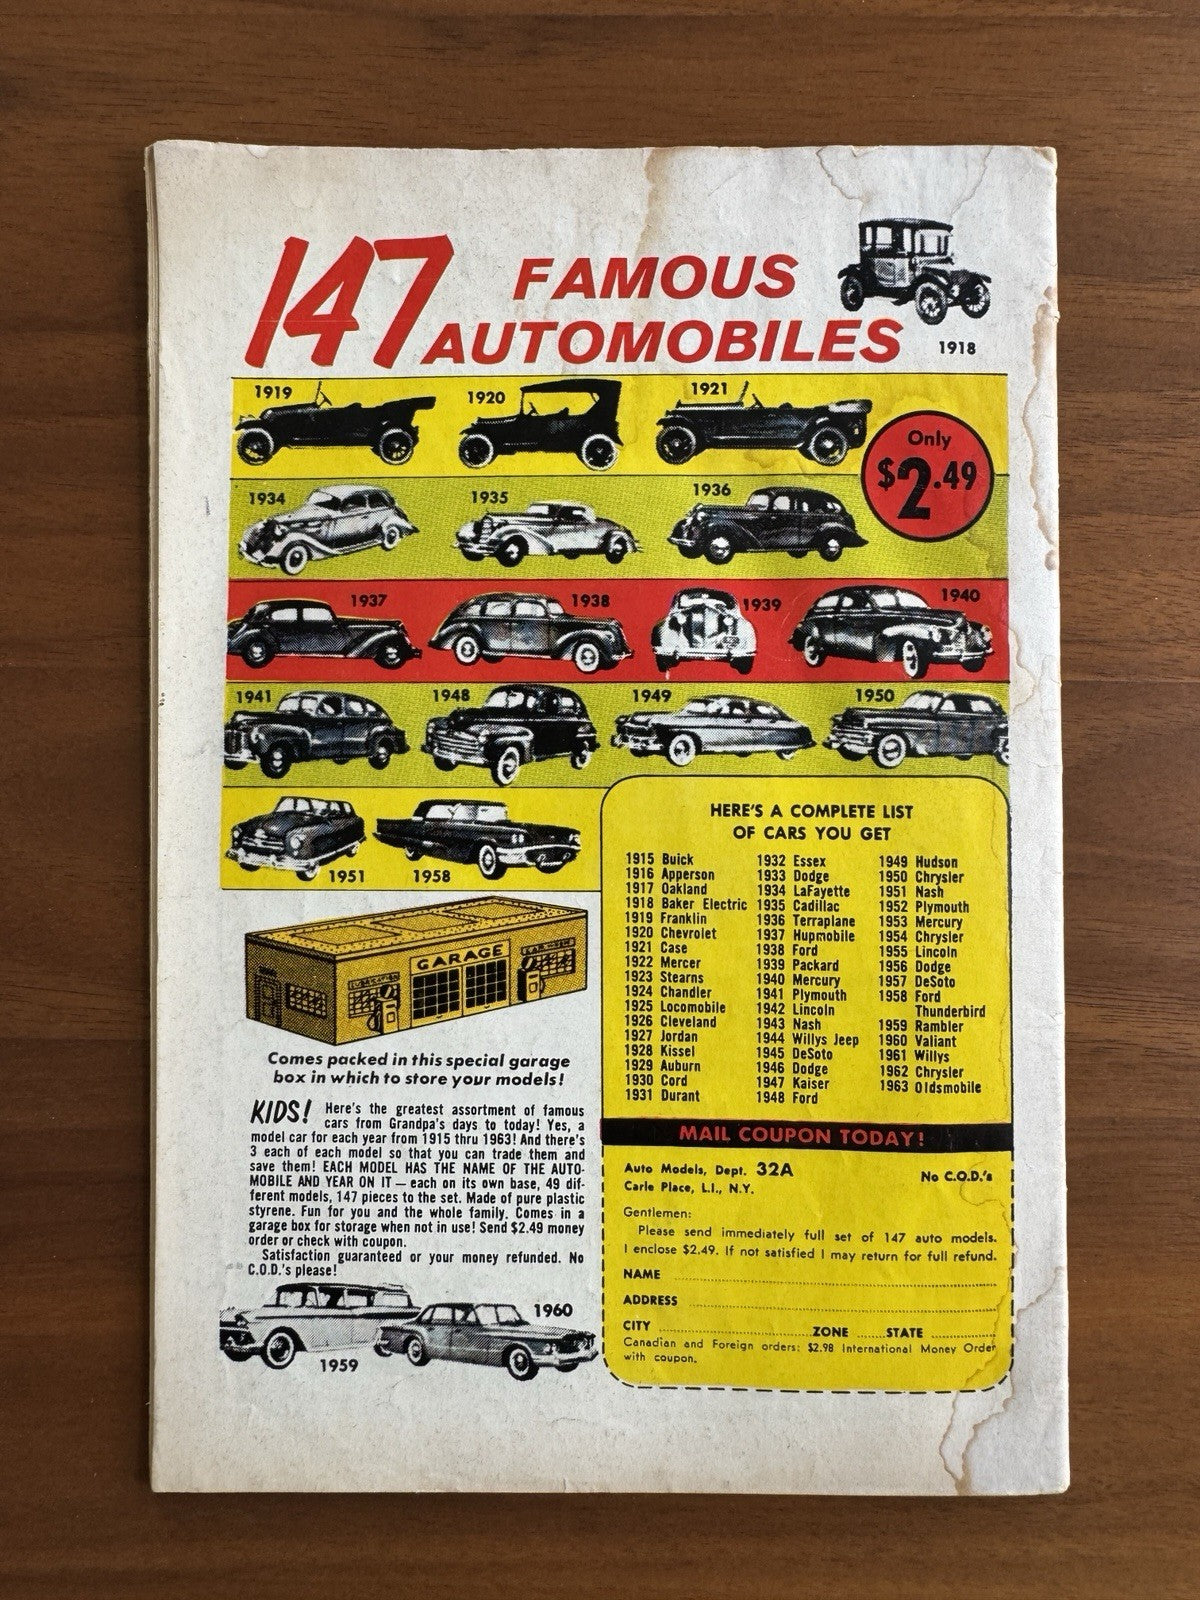 147 FAMOUS
AUTOMOBILES
1918
1919
1920
1921
Only
$2.49
1934
1935
1936
1937
1938
1939
1940
1941
1948
1949
1950
1951
1958
GARAGE
LUBRICATION
Comes packed in this special garage
box in which to store your models!
KIDS! Here's the greatest assortment of famous
cars from Grandpa's days to today! Yes, a
model car for each year from 1915 thru 1963! And there's
3 each of each model so that you can trade them and
save them! EACH MODEL HAS THE NAME OF THE AUTO-
MOBILE AND YEAR ON IT — each on its own base, 49 dif-
ferent models, 147 pieces to the set. Made of pure plastic
styrene. Fun for you and the whole family. Comes in a
garage box for storage when not in use! Send $2.49 money
order or check with coupon.
Satisfaction guaranteed or your money refunded. No
C.O.D.'s please!
1959
1960
HERE'S A COMPLETE LIST
OF CARS YOU GET
1915 Buick
1916 Apperson
1917 Oakland
1918 Baker Electric
1919 Franklin
1920 Chevrolet
1921 Case
1922 Mercer
1923 Stearns
1924 Chandler
1925 Locomobile
1926 Cleveland
1927 Jordan
1928 Kissel
1929 Auburn
1930 Cord
1931 Durant
1932 Essex
1933 Dodge
1934 LaFayette
1935 Cadillac
1936 Terraplane
1937 Hupmobile
1938 Ford
1939 Packard
1940 Mercury
1941 Plymouth
1942 Lincoln
1943 Nash
1944 Willys Jeep
1945 DeSoto
1946 Dodge
1947 Kaiser
1948 Ford
1949 Hudson
1950 Chrysler
1951 Nash
1952 Plymouth
1953 Mercury
1954 Chrysler
1955 Lincoln
1956 Dodge
1957 DeSoto
1958 Ford
Thunderbird
1959 Rambler
1960 Valiant
1961 Willys
1962 Chrysler
1963 Oldsmobile
MAIL COUPON TODAY!
Auto Models, Dept. 32A
Carle Place, L.I., N.Y.
No C.O.D.'s
Gentlemen:
Please send immediately full set of 147 auto models.
I enclose $2.49. If not satisfied I may return for full refund.
NAME
ADDRESS
CITY ZONE STATE
Canadian and Foreign orders: $2.98 International Money Order
with coupon.